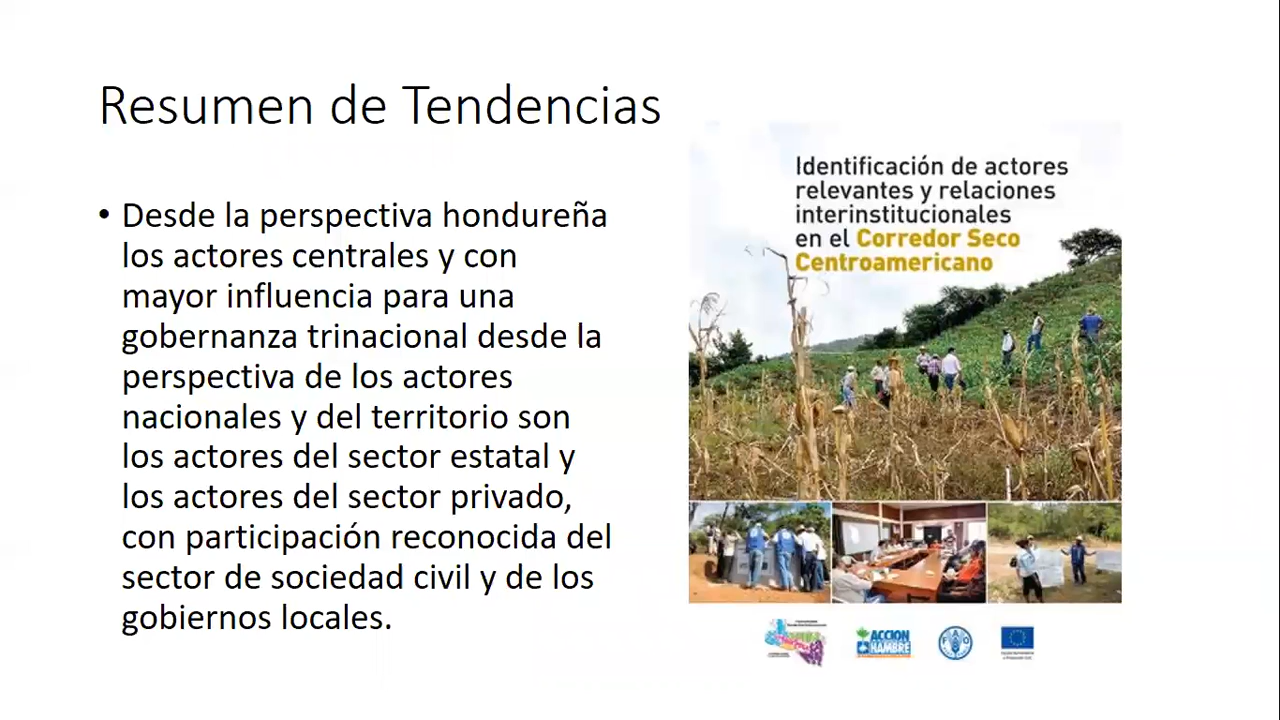 Resumen de Tendencias
• Desde la perspectiva hondureña
los actores centrales y con
mayor influencia para una
gobernanza trinacional desde la
perspectiva de los actores
nacionales y del territorio son
los actores del sector estatal y
los actores del sector privado,
con participación reconocida del
sector de sociedad civil y de los
gobiernos locales.
Identificación de actores
relevantes y relaciones
interinstitucionales
en el Corredor Seco
Centroamericano
ACCION
HAMBRE
FAO